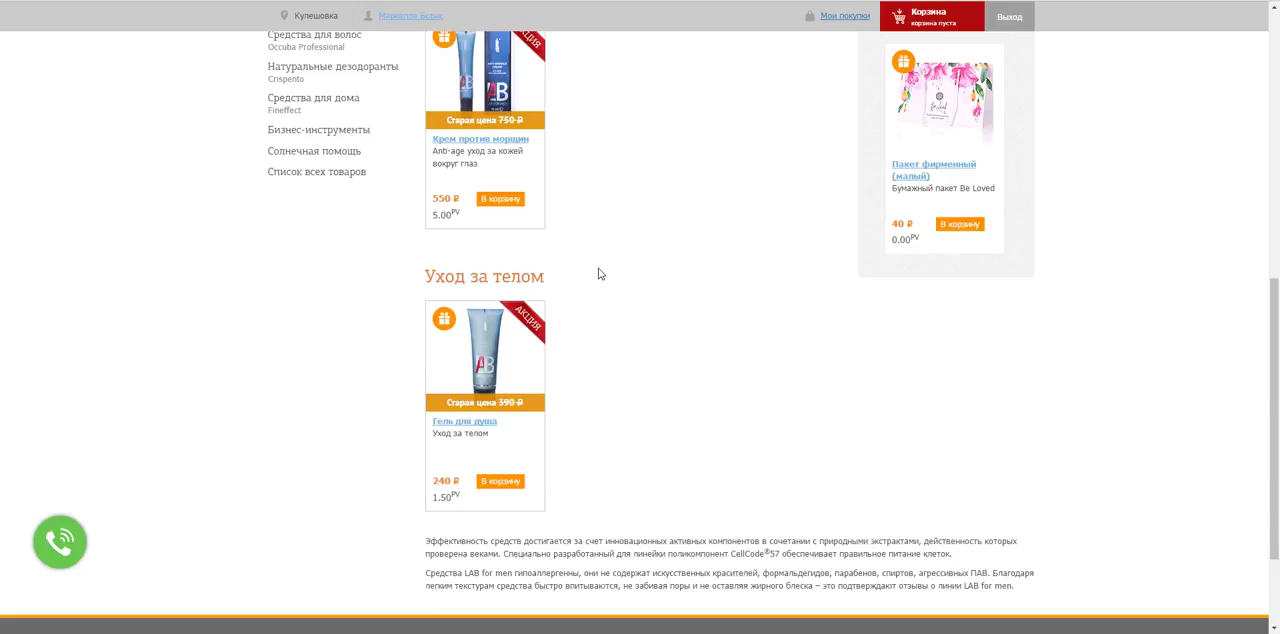 Кулешовка
Мои покупки
Корзина
корзина пуста
Выход
Средства для волос
Occuba Professional
Натуральные дезодоранты
Crispento
Средства для дома
Fineffect
Бизнес-инструменты
Солнечная помощь
Список всех товаров
АКЦИЯ
AB
Старая цена 750 ₽
Крем против морщин
Anti-age уход за кожей
вокруг глаз
550 ₽
В корзину
5.00PV
Be Loved
Пакет фирменный
(малый)
Бумажный пакет Be Loved
40 ₽
В корзину
0.00PV
Уход за телом
АКЦИЯ
AB
Старая цена 390 ₽
Гель для душа
Уход за телом
240 ₽
В корзину
1.50PV
Эффективность средств достигается за счет инновационных активных компонентов в сочетании с природными экстрактами, действенность которых
проверена веками. Специально разработанный для линейки поликомпонент CellCode®57 обеспечивает правильное питание клеток.
Средства LAB for men гипоаллергенны, они не содержат искусственных красителей, формальдегидов, парабенов, спиртов, агрессивных ПАВ. Благодаря
легким текстурам средства быстро впитываются, не забивая поры и не оставляя жирного блеска – это подтверждают отзывы о линии LAB for men.